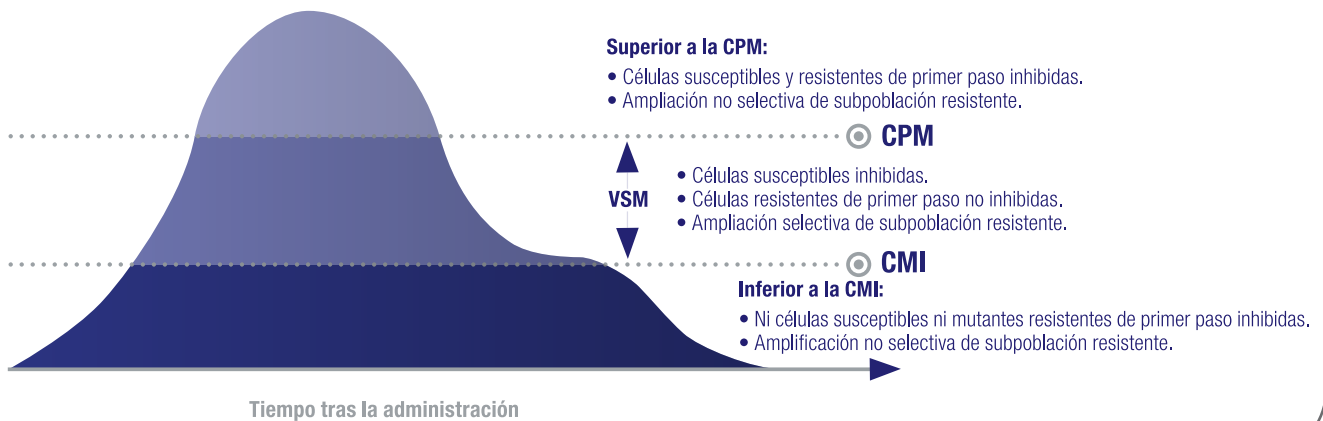 Superior a la CPM:
• Células susceptibles y resistentes de primer paso inhibidas.
• Ampliación no selectiva de subpoblación resistente.
CPM
• Células susceptibles inhibidas.
• Células resistentes de primer paso no inhibidas.
• Ampliación selectiva de subpoblación resistente.
VSM
CMI
Inferior a la CMI:
• Ni células susceptibles ni mutantes resistentes de primer paso inhibidas.
• Amplificación no selectiva de subpoblación resistente.
Tiempo tras la administración